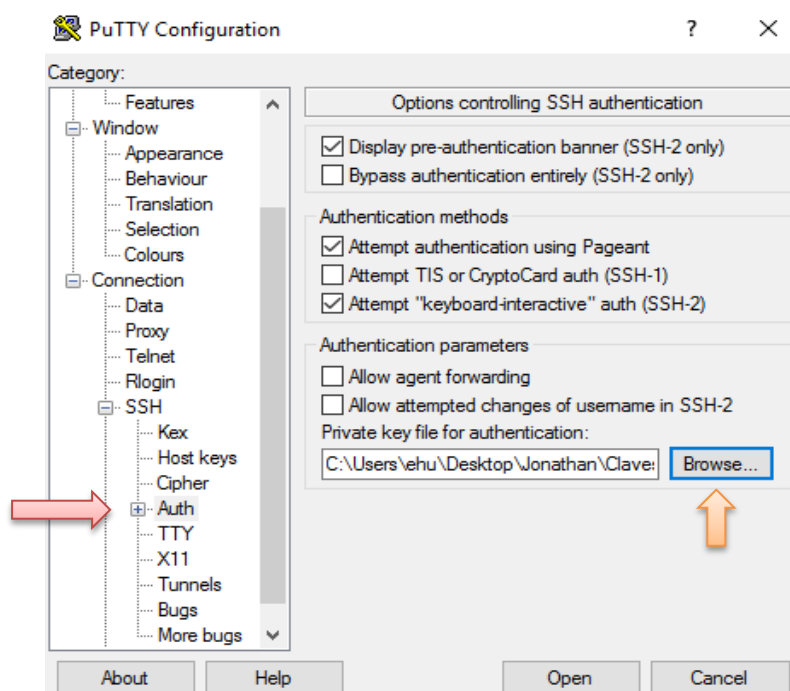 PuTTY Configuration
Category:
Features
Window
Appearance
Behaviour
Translation
Selection
Colours
Connection
Data
Proxy
Telnet
Rlogin
SSH
Kex
Host keys
Cipher
Auth
TTY
X11
Tunnels
Bugs
More bugs
Options controlling SSH authentication
Display pre-authentication banner (SSH-2 only)
Bypass authentication entirely (SSH-2 only)
Authentication methods
Attempt authentication using Pageant
Attempt TIS or CryptoCard auth (SSH-1)
Attempt "keyboard-interactive" auth (SSH-2)
Authentication parameters
Allow agent forwarding
Allow attempted changes of username in SSH-2
Private key file for authentication:
C:\Users\ehu\Desktop\Jonathan\Claves
Browse...
About
Help
Open
Cancel